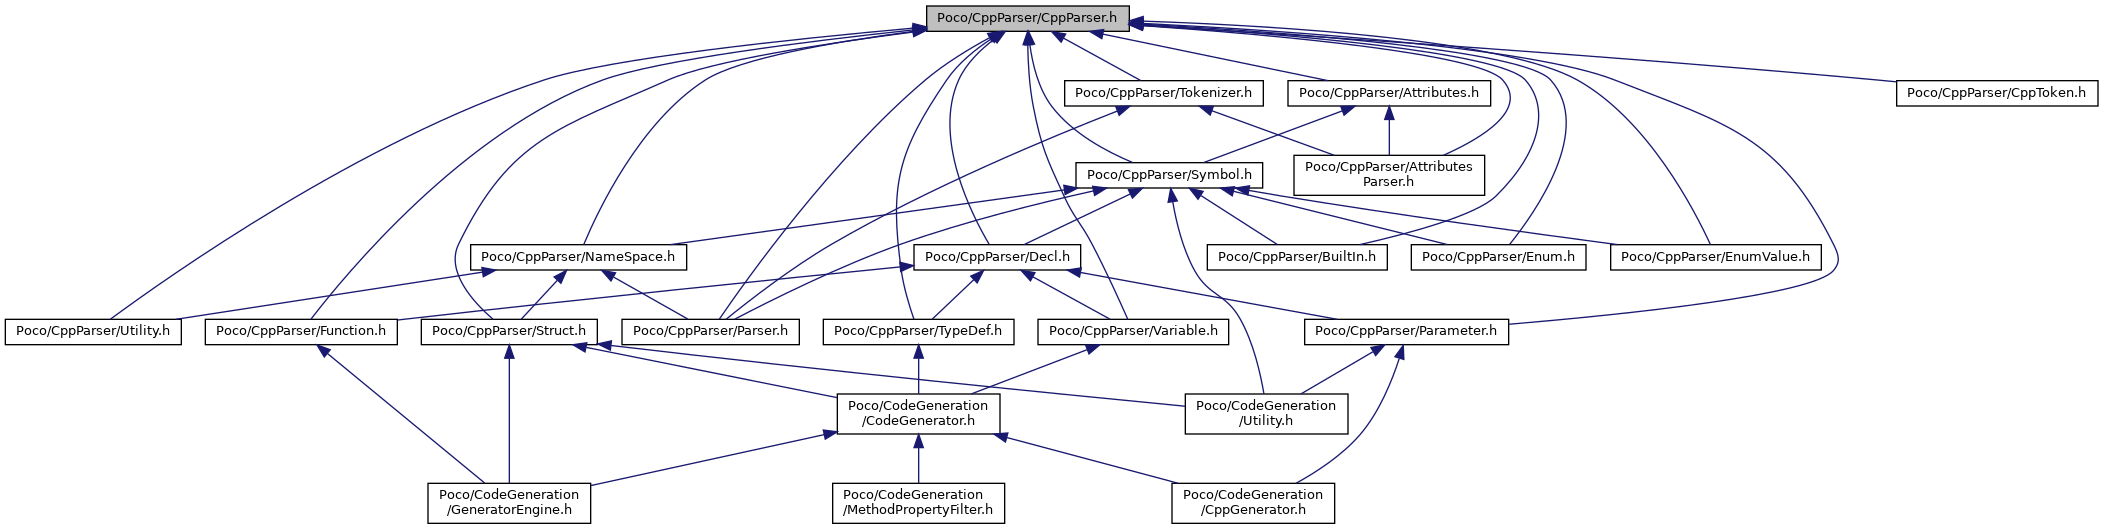 Poco/CppParser/CppParser.h
Poco/CppParser/Tokenizer.h
Poco/CppParser/Attributes.h
Poco/CppParser/CppToken.h
Poco/CppParser/Symbol.h
Poco/CppParser/Attributes
Parser.h
Poco/CppParser/NameSpace.h
Poco/CppParser/Decl.h
Poco/CppParser/BuiltIn.h
Poco/CppParser/Enum.h
Poco/CppParser/EnumValue.h
Poco/CppParser/Utility.h
Poco/CppParser/Function.h
Poco/CppParser/Struct.h
Poco/CppParser/Parser.h
Poco/CppParser/TypeDef.h
Poco/CppParser/Variable.h
Poco/CppParser/Parameter.h
Poco/CodeGeneration
/CodeGenerator.h
Poco/CodeGeneration
/Utility.h
Poco/CodeGeneration
/GeneratorEngine.h
Poco/CodeGeneration
/MethodPropertyFilter.h
Poco/CodeGeneration
/CppGenerator.h